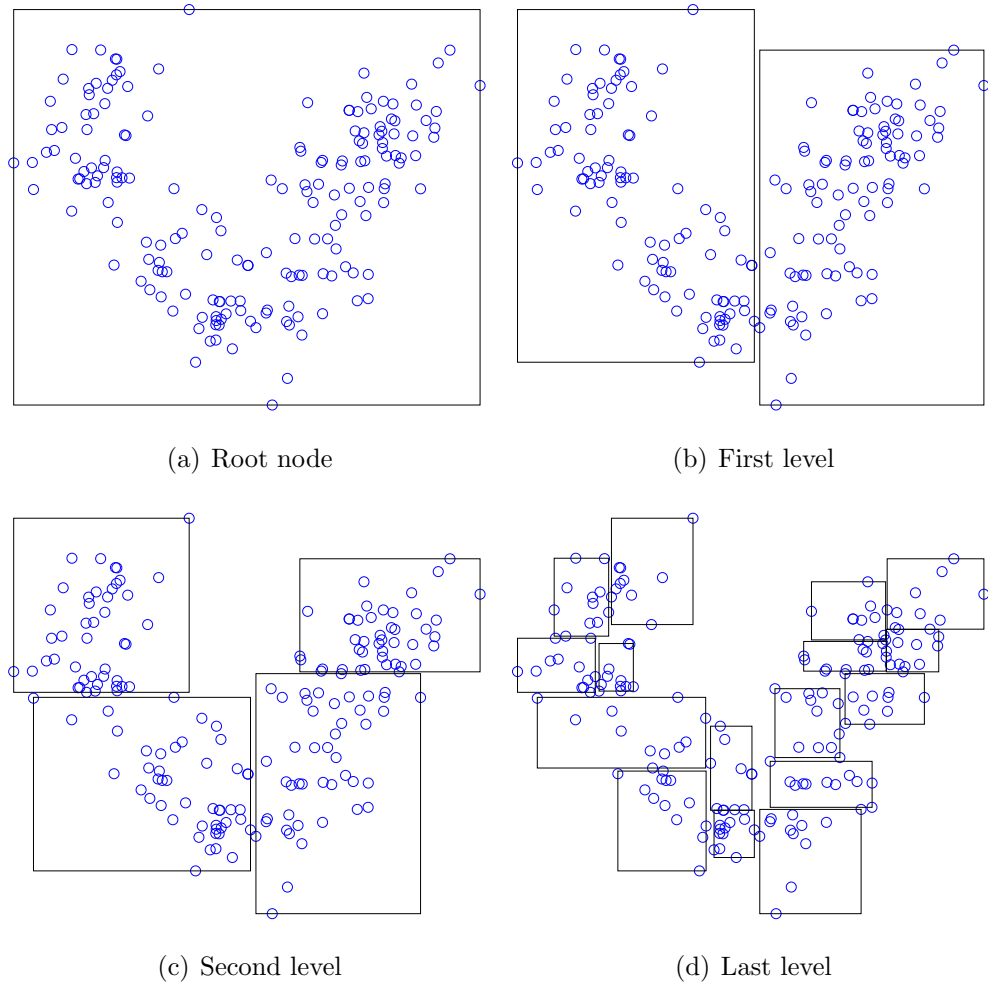 (a) Root node
(b) First level
(c) Second level
(d) Last level